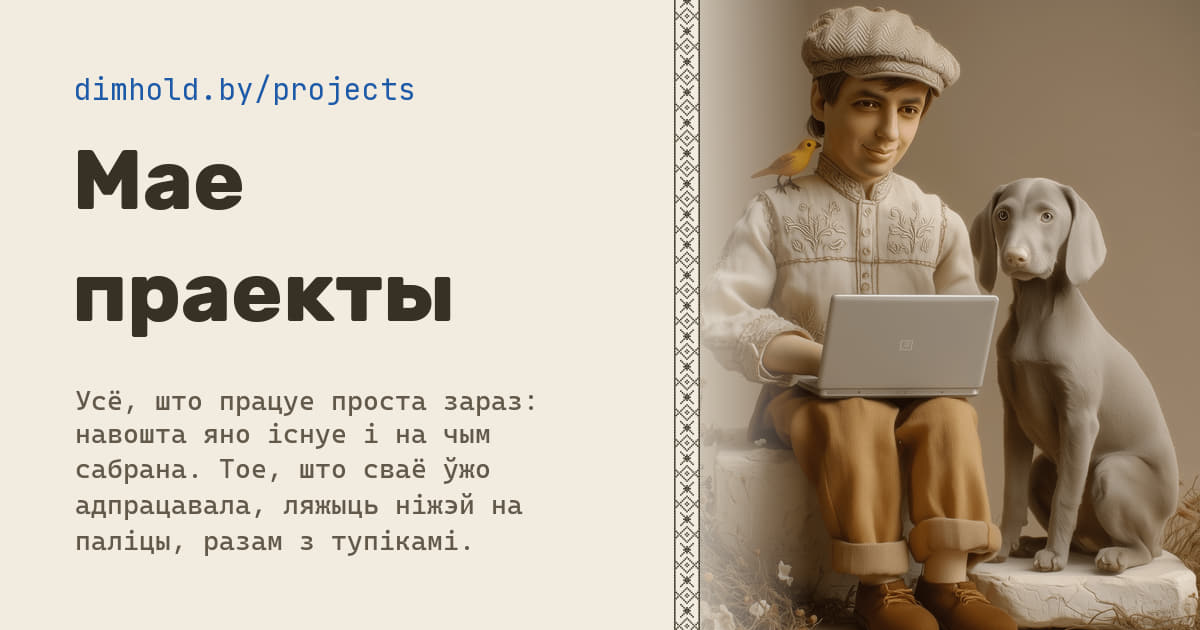 dimhold.by/projects
Мае
праекты
Усё, што працуе проста зараз:
навошта яно існуе і на чым
сабрана. Тое, што сваё ўжо
адпрацавала, ляжыць ніжэй на
паліцы, разам з тупікамі.